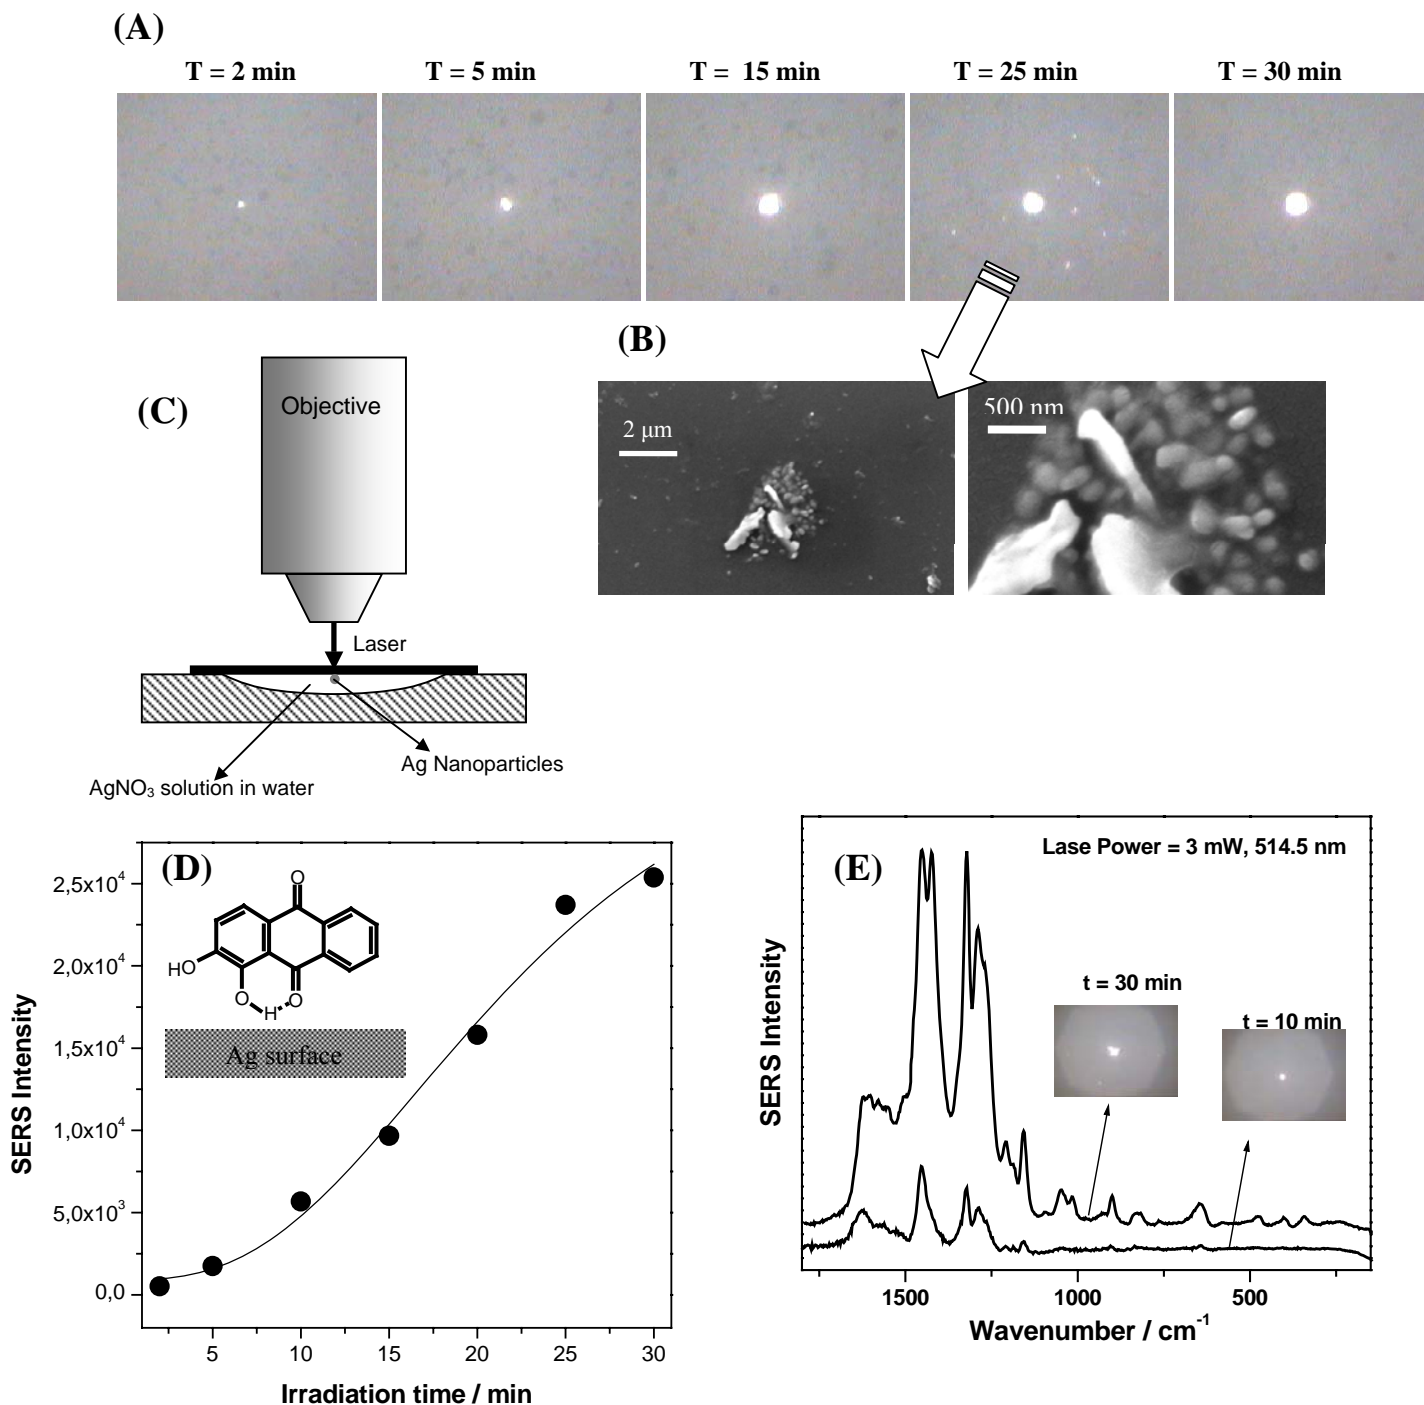 (A)
T = 2 min
T = 5 min
T = 15 min
T = 25 min
T = 30 min
(B)
2 μm
500 nm
(C)
Objective
Laser
Ag Nanoparticles
AgNO₃ solution in water
(D)
O
HO
O
H
O
Ag surface
2,5x10⁴
2,0x10⁴
1,5x10⁴
1,0x10⁴
5,0x10³
0,0
SERS Intensity
5 10 15 20 25 30
Irradiation time / min
(E)
Lase Power = 3 mW, 514.5 nm
t = 30 min
t = 10 min
SERS Intensity
1500 1000 500
Wavenumber / cm⁻¹